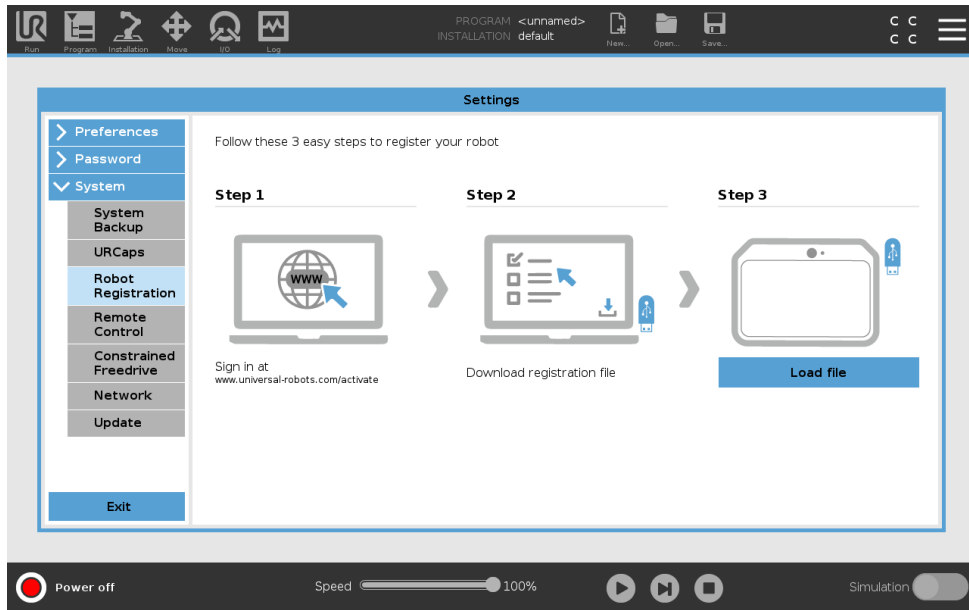 PROGRAM <unnamed>
INSTALLATION default
UR
Run
Program
Installation
Move
I/O
Log
New...
Open...
Save...
C C
C C
Settings
Preferences
Password
System
System
Backup
URCaps
Robot
Registration
Remote
Control
Constrained
Freedrive
Network
Update
Exit
Follow these 3 easy steps to register your robot
Step 1
www
Sign in at
www.universal-robots.com/activate
Step 2
Download registration file
Step 3
Load file
Power off
Speed 100%
Simulation